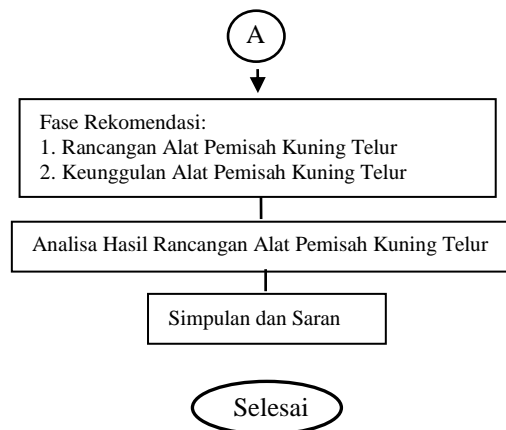 A
Fase Rekomendasi:
1. Rancangan Alat Pemisah Kuning Telur
2. Keunggulan Alat Pemisah Kuning Telur
Analisa Hasil Rancangan Alat Pemisah Kuning Telur
Simpulan dan Saran
Selesai